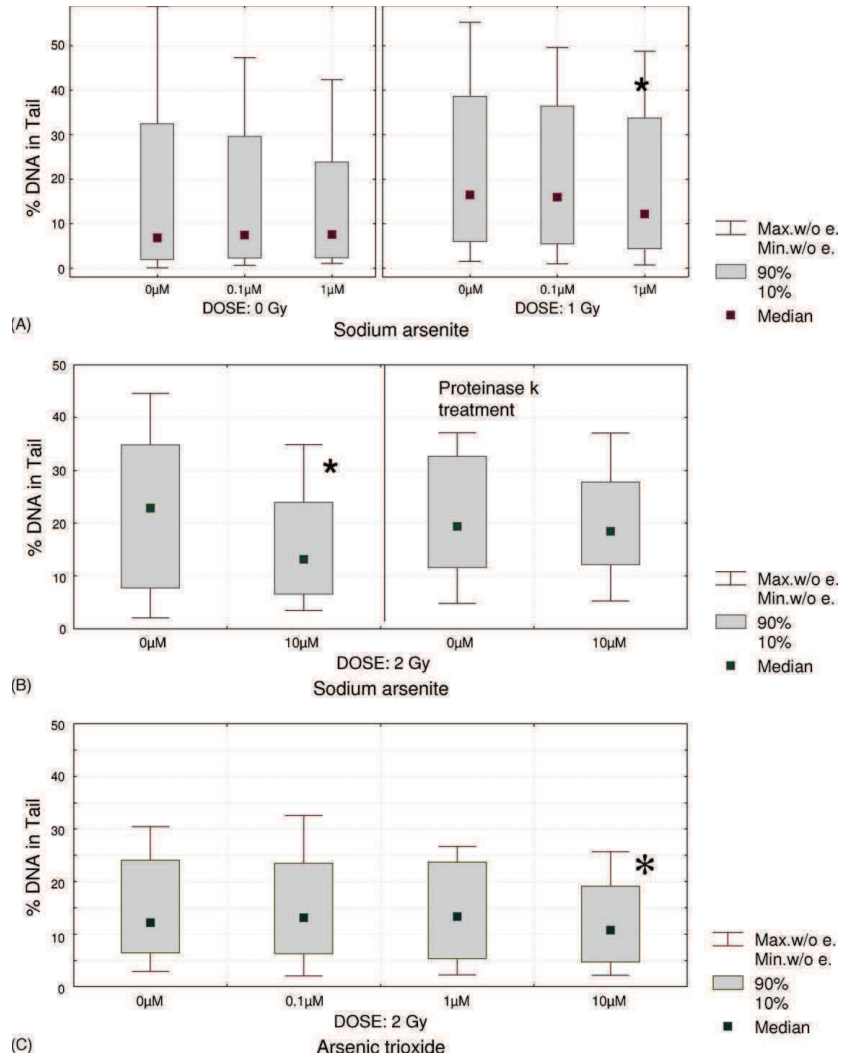 % DNA in Tail
50
40
30
20
10
0
0µM
0.1µM
1µM
DOSE: 0 Gy
0µM
0.1µM
1µM
DOSE: 1 Gy
*
Max.w/o e.
Min.w/o e.
90%
10%
Median
(A)
Sodium arsenite
% DNA in Tail
50
40
30
20
10
0
*
Proteinase k
treatment
0µM
10µM
0µM
10µM
DOSE: 2 Gy
Max.w/o e.
Min.w/o e.
90%
10%
Median
(B)
Sodium arsenite
% DNA in Tail
50
40
30
20
10
0
*
0µM
0.1µM
1µM
10µM
DOSE: 2 Gy
Max.w/o e.
Min.w/o e.
90%
10%
Median
(C)
Arsenic trioxide